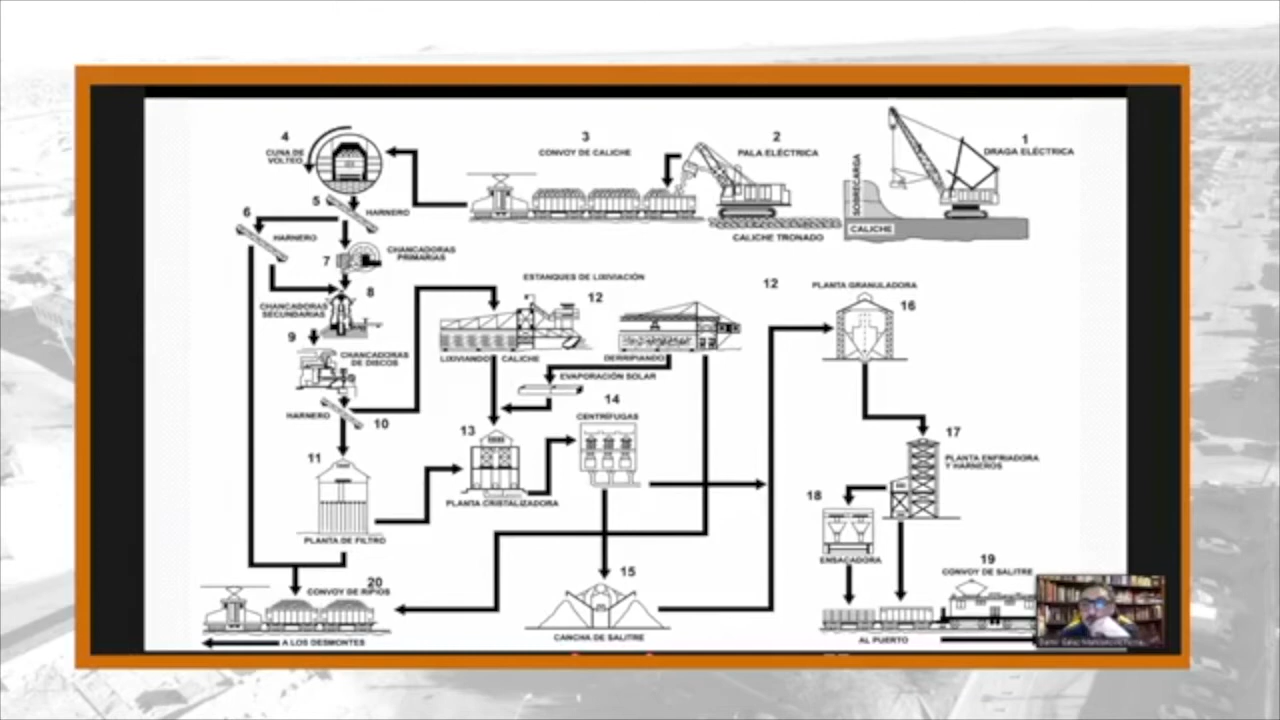 4
CUNA DE
VOLTEO
3
CONVOY DE CALICHE
2
PALA ELÉCTRICA
1
DRAGA ELÉCTRICA
SOBRECARGA
CALICHE
CALICHE TRONADO
5
HARNERO
6
HARNERO
7
CHANCADORAS
PRIMARIAS
8
CHANCADORAS
SECUNDARIAS
9
CHANCADORAS
DE DISCOS
HARNERO
10
ESTANQUES DE LIXIVIACIÓN
12
LIXIVIANDO CALICHE
DERRIPIANDO
EVAPORACIÓN SOLAR
12
PLANTA GRANULADORA
16
11
PLANTA DE FILTRO
13
PLANTA CRISTALIZADORA
14
CENTRÍFUGAS
17
PLANTA ENFRIADORA
Y HARNEROS
18
ENSACADORA
15
CANCHA DE SALITRE
19
CONVOY DE SALITRE
AL PUERTO
20
CONVOY DE RIPIOS
A LOS DESMONTES